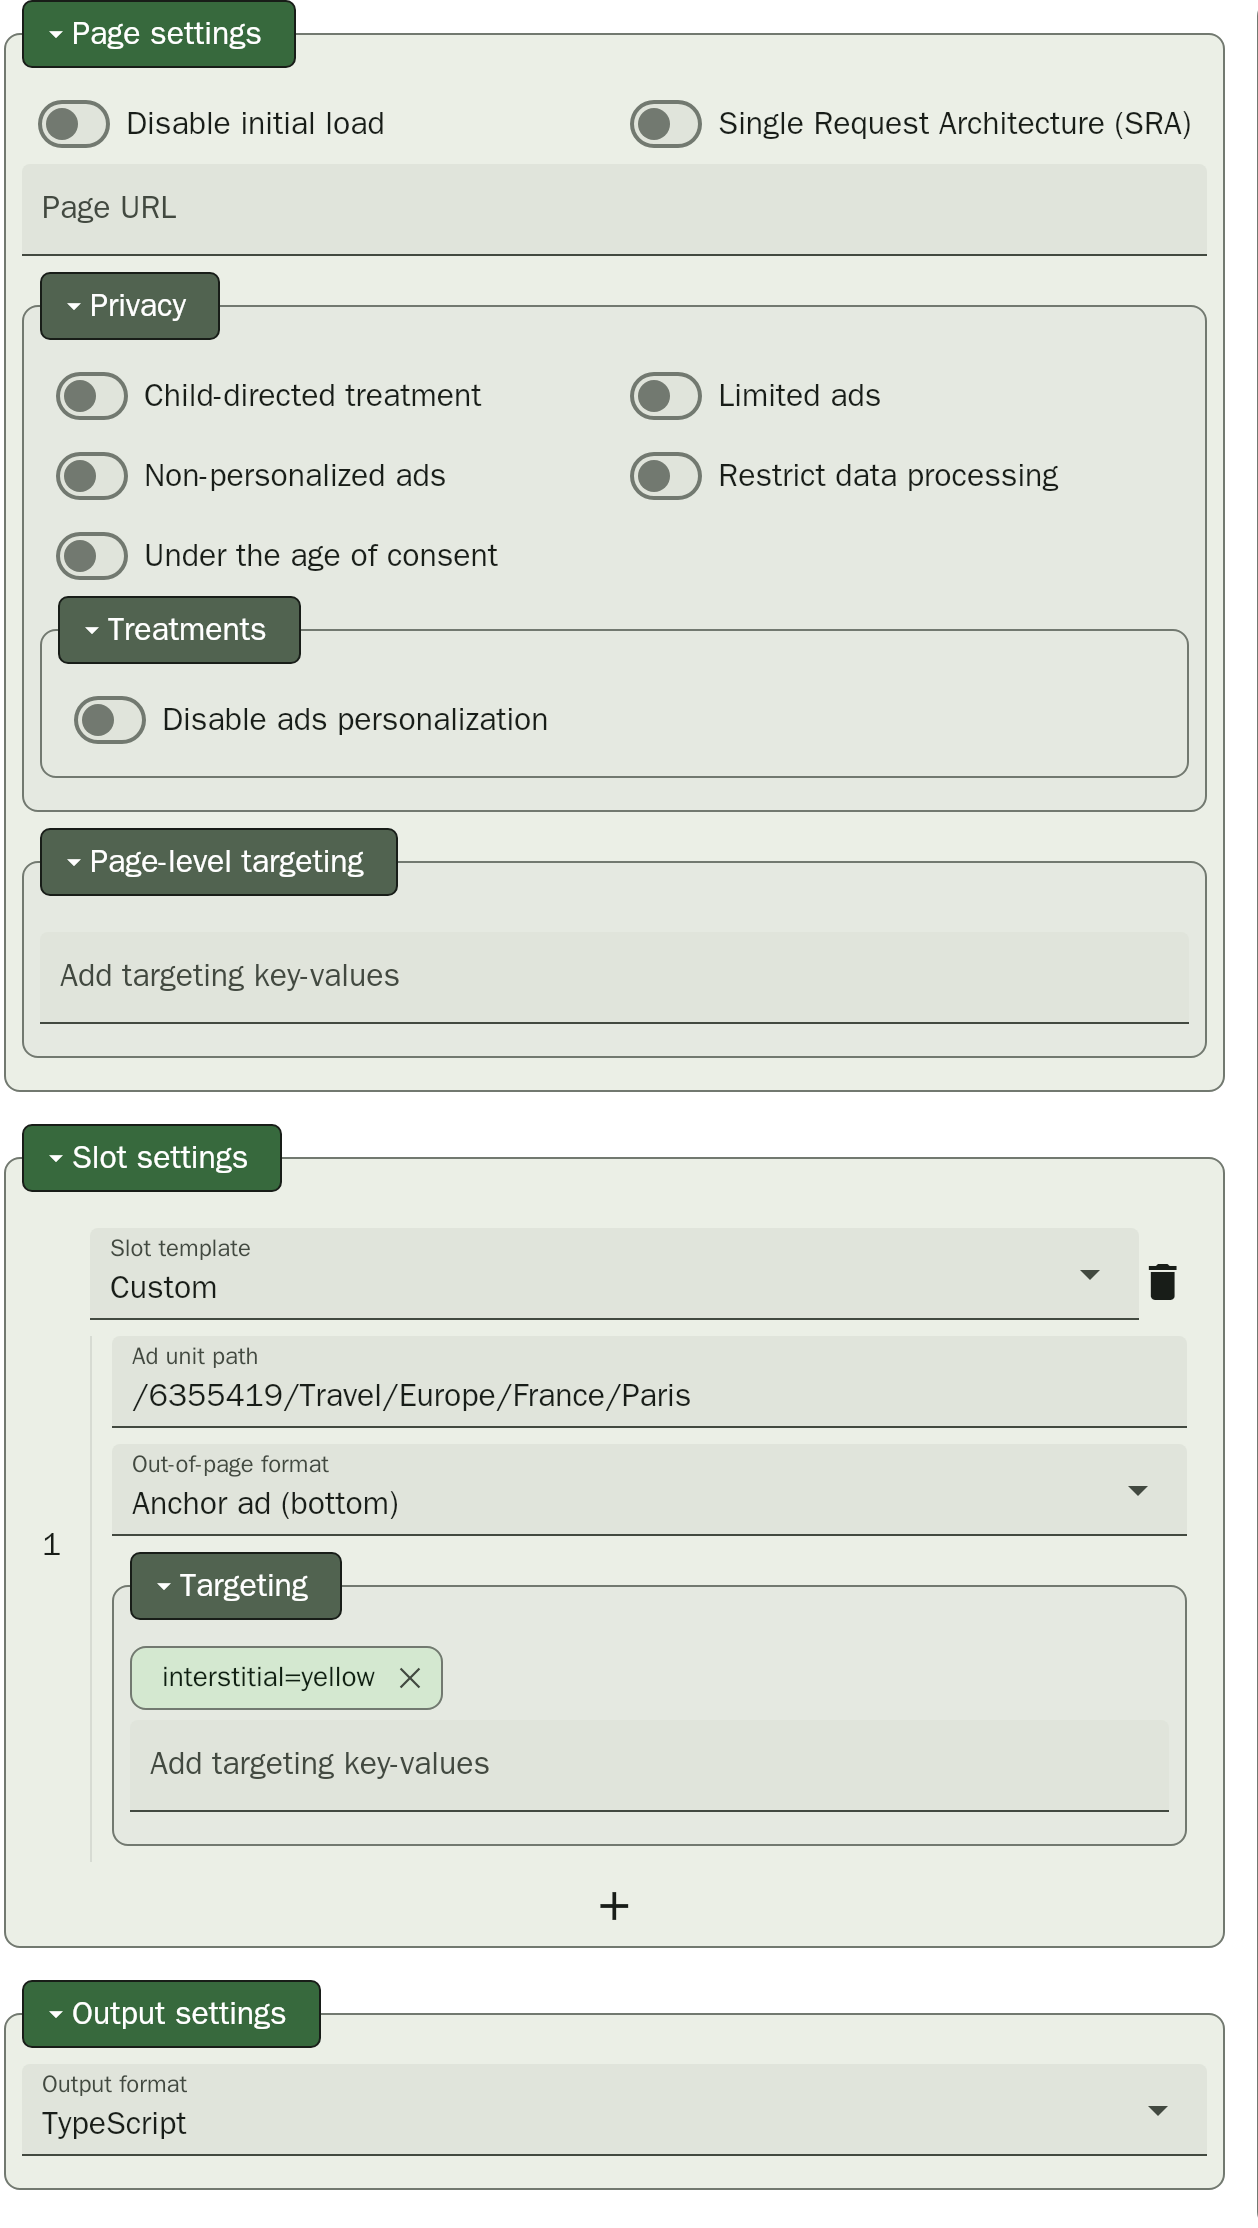 Page settings
Disable initial load
Single Request Architecture (SRA)
Page URL
Privacy
Child-directed treatment
Limited ads
Non-personalized ads
Restrict data processing
Under the age of consent
Treatments
Disable ads personalization
Page-level targeting
Add targeting key-values
Slot settings
Slot template
Custom
Ad unit path
/6355419/Travel/Europe/France/Paris
Out-of-page format
Anchor ad (bottom)
1
Targeting
interstitial=yellow
Add targeting key-values
Output settings
Output format
TypeScript